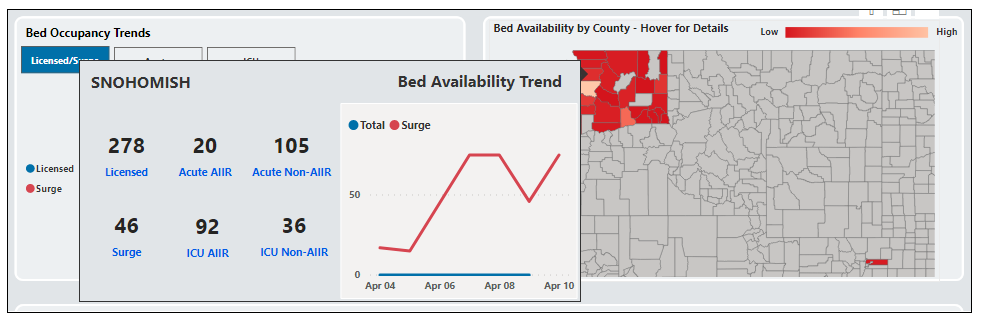 Bed Occupancy Trends
Licensed/Surge
ICU
Licensed
Surge
SNOHOMISH
278
Licensed
20
Acute AIIR
105
Acute Non-AIIR
46
Surge
92
ICU AIIR
36
ICU Non-AIIR
Bed Availability Trend
Total Surge
50
0
Apr 04 Apr 06 Apr 08 Apr 10
Bed Availability by County - Hover for Details
Low High